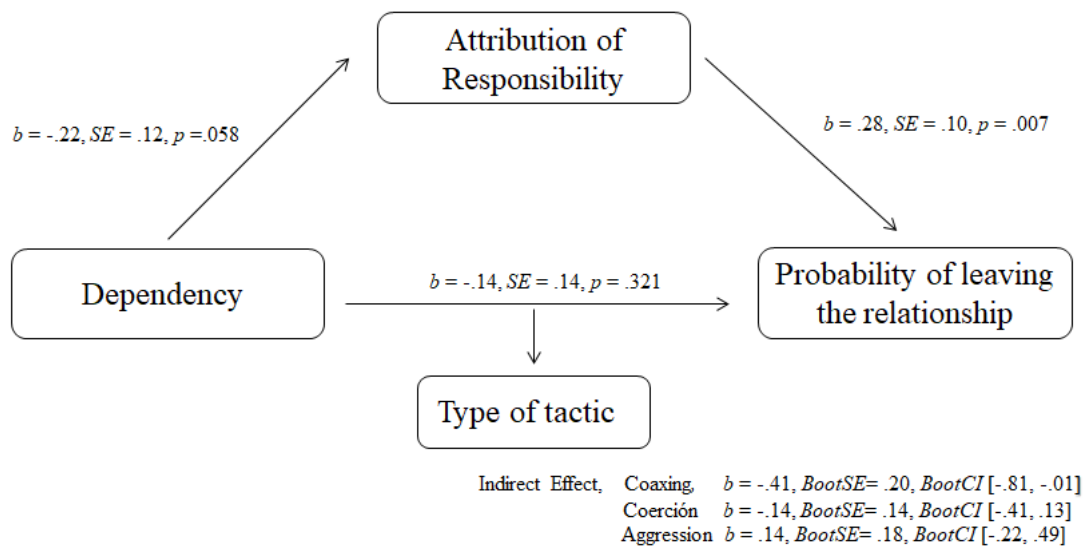 Attribution of
Responsibility
b = -.22, SE = .12, p =.058
b = .28, SE = .10, p = .007
Dependency
b = -.14, SE = .14, p = .321
Probability of leaving
the relationship
Type of tactic
Indirect Effect, Coaxing, b = -.41, BootSE= .20, BootCI [-.81, -.01]
Coerción b = -.14, BootSE= .14, BootCI [-.41, .13]
Aggression b = .14, BootSE= .18, BootCI [-.22, .49]